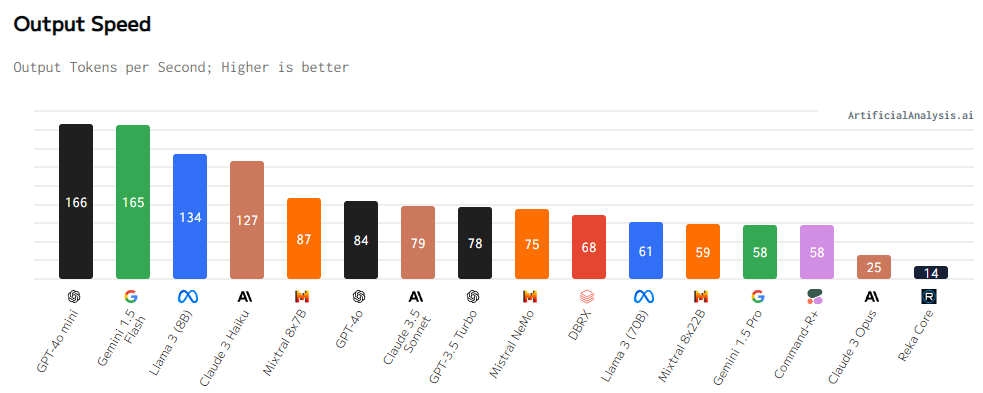 Output Speed
Output Tokens per Second; Higher is better
ArtificialAnalysis.ai
166
165
134
127
87
84
79
78
75
68
61
59
58
58
25
14
GPT-4o mini
Gemini 1.5
Flash
Llama 3 (8B)
Claude 3 Haiku
Mixtral 8x7B
GPT-4o
Claude 3.5
Sonnet
GPT-3.5 Turbo
Mistral NeMo
DBRX
Llama 3 (70B)
Mixtral 8x22B
Gemini 1.5 Pro
Command-R+
Claude 3 Opus
Reka Core